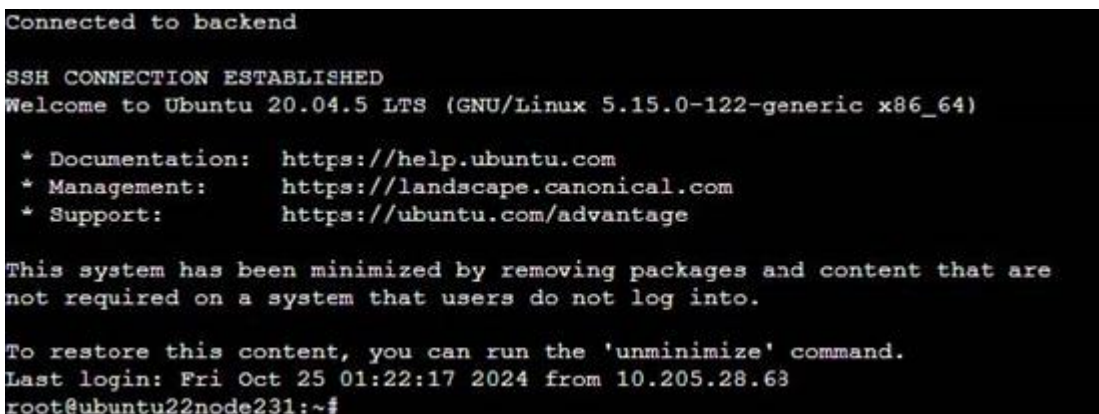 Connected to backend
SSH CONNECTION ESTABLISHED
Welcome to Ubuntu 20.04.5 LTS (GNU/Linux 5.15.0-122-generic x86_64)
* Documentation:  https://help.ubuntu.com
* Management:     https://landscape.canonical.com
* Support:        https://ubuntu.com/advantage
This system has been minimized by removing packages and content that are
not required on a system that users do not log into.
To restore this content, you can run the 'unminimize' command.
Last login: Fri Oct 25 01:22:17 2024 from 10.205.28.63
root@ubuntu22node231:~#